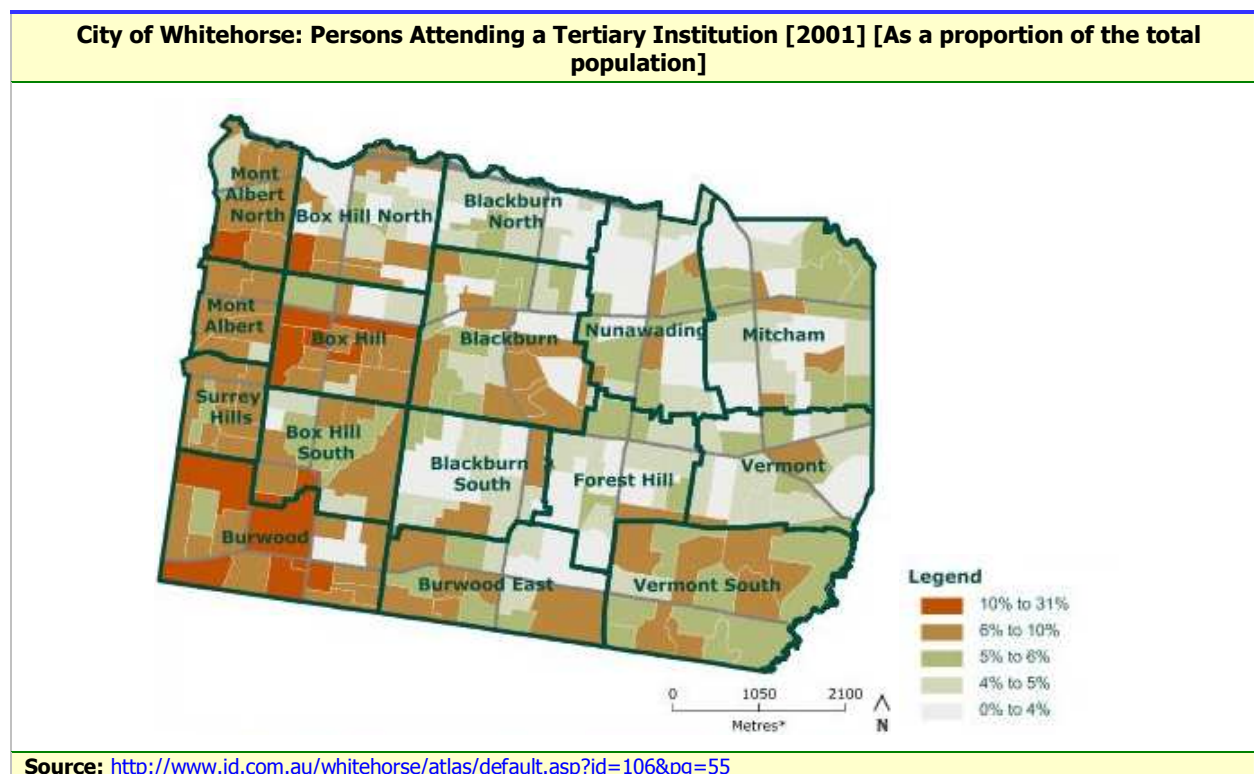 City of Whitehorse: Persons Attending a Tertiary Institution [2001] [As a proportion of the total
population]
Mont
Albert
North
Box Hill North
Blackburn
North
Mont
Albert
Box Hill
Blackburn
Nunawading
Mitcham
Surrey
Hills
Box Hill
South
Blackburn
South
Forest Hill
Vermont
Burwood
Burwood East
Vermont South
Legend
10% to 31%
6% to 10%
5% to 6%
4% to 5%
0% to 4%
0 1050 2100
Metres*
N
Source: http://www.id.com.au/whitehorse/atlas/default.asp?id=106&pg=55